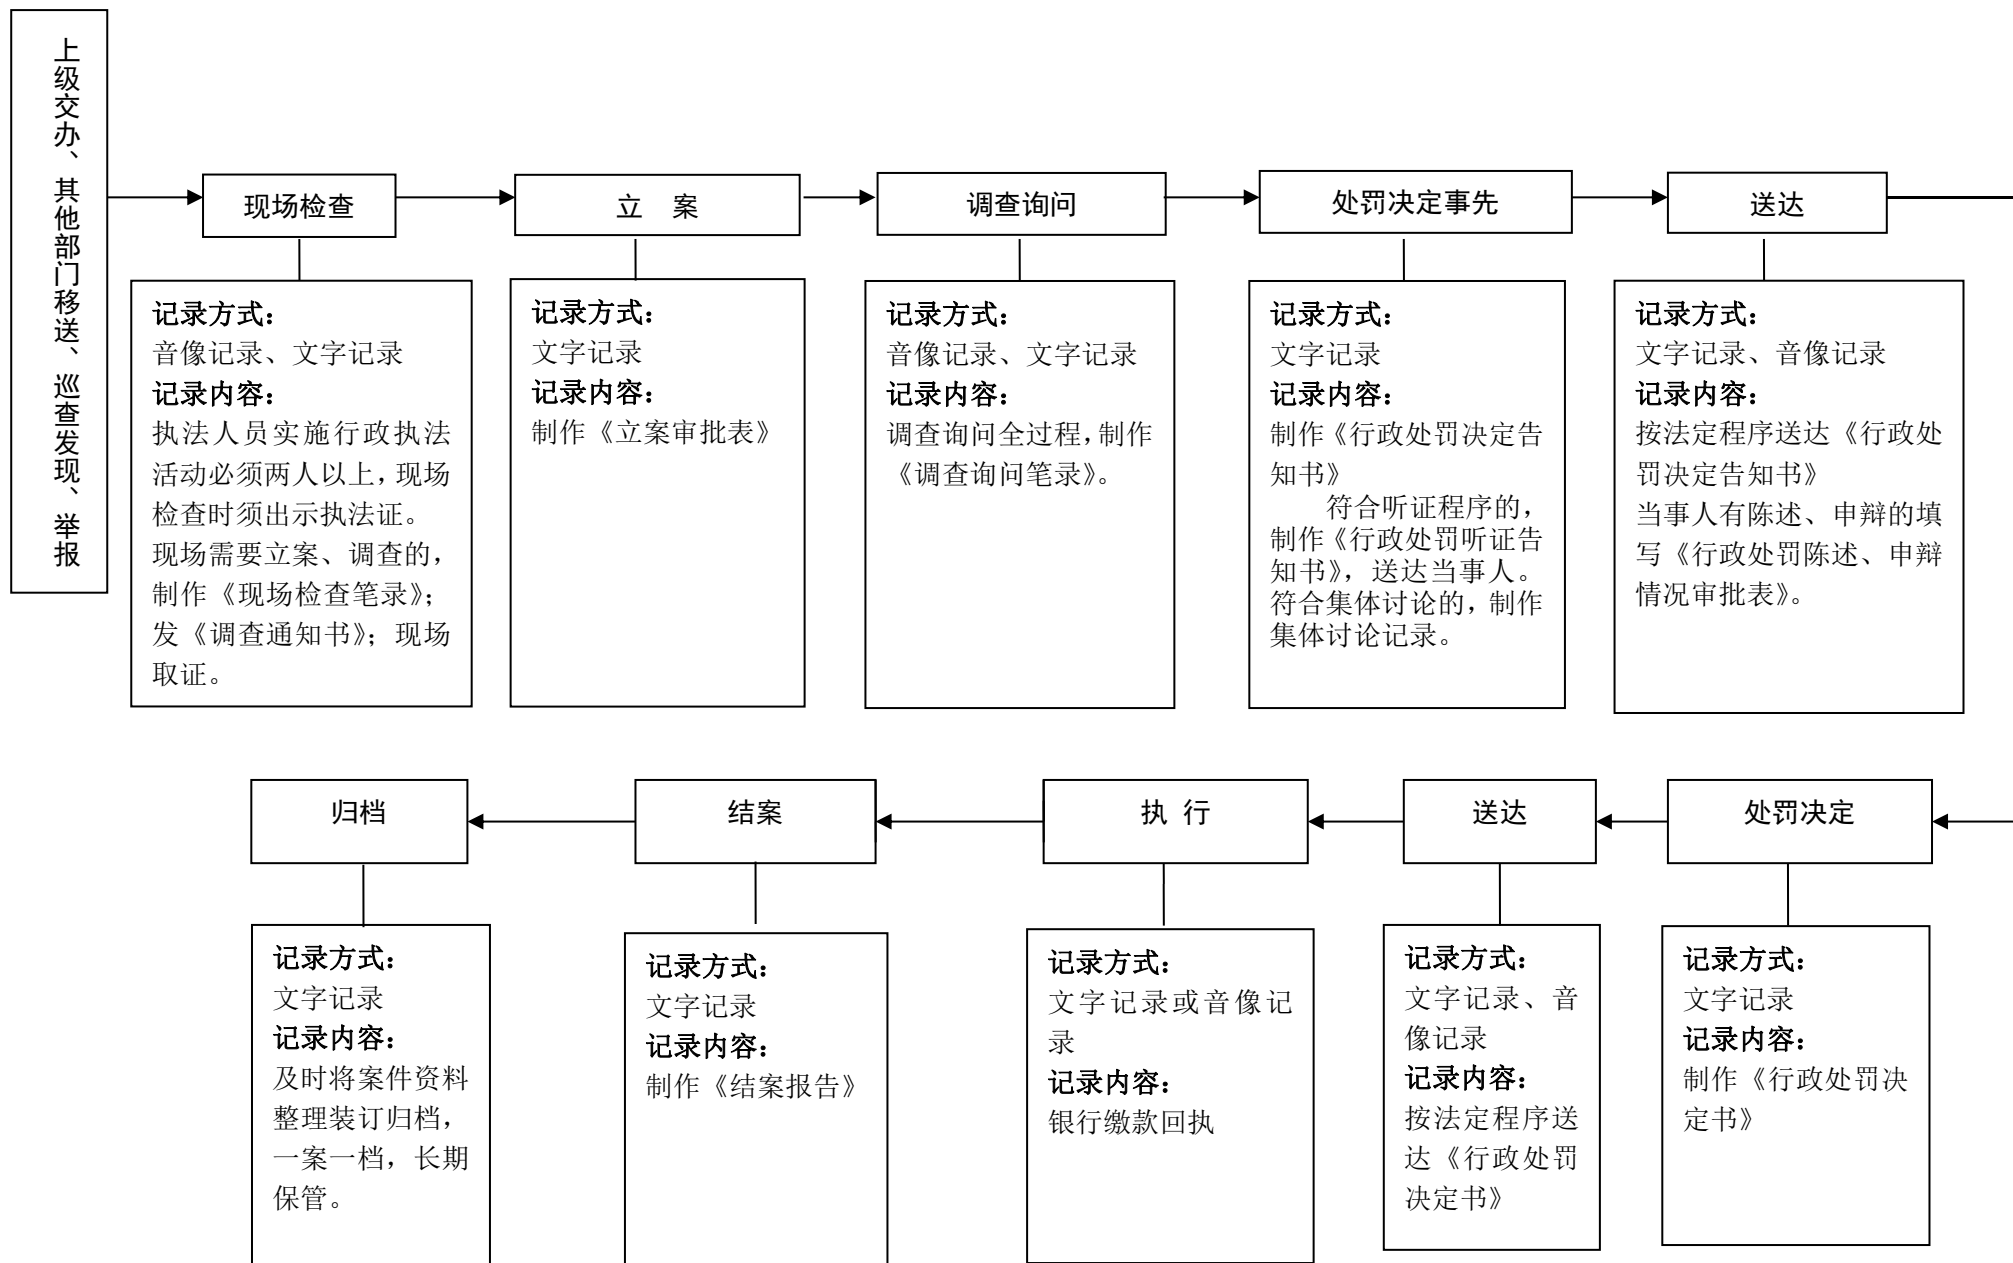 上级交办、其他部门移送、巡查发现、举报
现场检查
立 案
调查询问
处罚决定事先
送达
记录方式：
音像记录、文字记录
记录内容：
执法人员实施行政执法
活动必须两人以上，现场
检查时须出示执法证。
现场需要立案、调查的，
制作《现场检查笔录》；
发《调查通知书》；现场
取证。
记录方式：
文字记录
记录内容：
制作《立案审批表》
记录方式：
音像记录、文字记录
记录内容：
调查询问全过程，制作
《调查询问笔录》。
记录方式：
文字记录
记录内容：
制作《行政处罚决定告
知书》
符合听证程序的，
制作《行政处罚听证告
知书》，送达当事人。
符合集体讨论的，制作
集体讨论记录。
记录方式：
文字记录、音像记录
记录内容：
按法定程序送达《行政处
罚决定告知书》
当事人有陈述、申辩的填
写《行政处罚陈述、申辩
情况审批表》。
归档
结案
执 行
送达
处罚决定
记录方式：
文字记录
记录内容：
及时将案件资料
整理装订归档，
一案一档，长期
保管。
记录方式：
文字记录
记录内容：
制作《结案报告》
记录方式：
文字记录或音像记
录
记录内容：
银行缴款回执
记录方式：
文字记录、音
像记录
记录内容：
按法定程序送
达《行政处罚
决定书》
记录方式：
文字记录
记录内容：
制作《行政处罚决
定书》